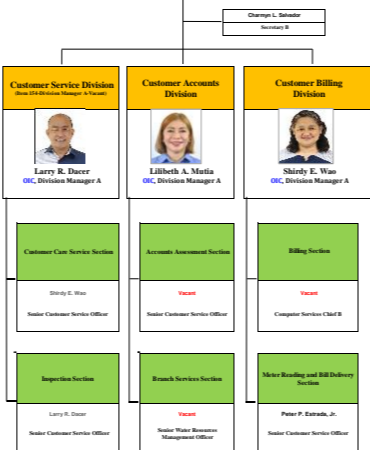 Charmyn L. Salvador
Secretary B
Customer Service Division
(Item 154-Division Manager A-Vacant)
Larry R. Dacer
OIC, Division Manager A
Customer Accounts
Division
Lilibeth A. Mutia
OIC, Division Manager A
Customer Billing
Division
Shirdy E. Wao
OIC, Division Manager A
Customer Care Service Section
Shirdy E. Wao
Senior Customer Service Officer
Accounts Assessment Section
Vacant
Senior Customer Service Officer
Billing Section
Vacant
Computer Services Chief B
Inspection Section
Larry R. Dacer
Senior Customer Service Officer
Branch Services Section
Vacant
Senior Water Resources
Management Officer
Meter Reading and Bill Delivery
Section
Peter P. Estrada, Jr.
Senior Customer Service Officer